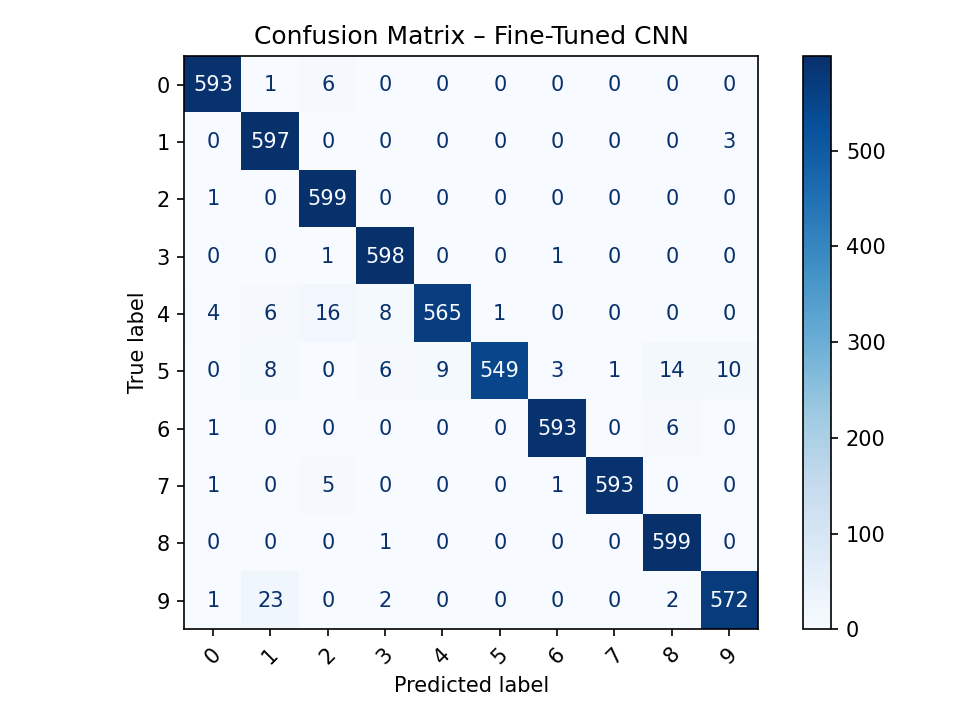 Confusion Matrix – Fine-Tuned CNN
0 593 1 6 0 0 0 0 0 0 0
1 0 597 0 0 0 0 0 0 0 3
2 1 0 599 0 0 0 0 0 0 0
3 0 0 1 598 0 0 1 0 0 0
4 4 6 16 8 565 1 0 0 0 0
5 0 8 0 6 9 549 3 1 14 10
6 1 0 0 0 0 0 593 0 6 0
7 1 0 5 0 0 0 1 593 0 0
8 0 0 0 1 0 0 0 0 599 0
9 1 23 0 2 0 0 0 0 2 572
0 1 2 3 4 5 6 7 8 9
Predicted label
True label
500
400
300
200
100
0